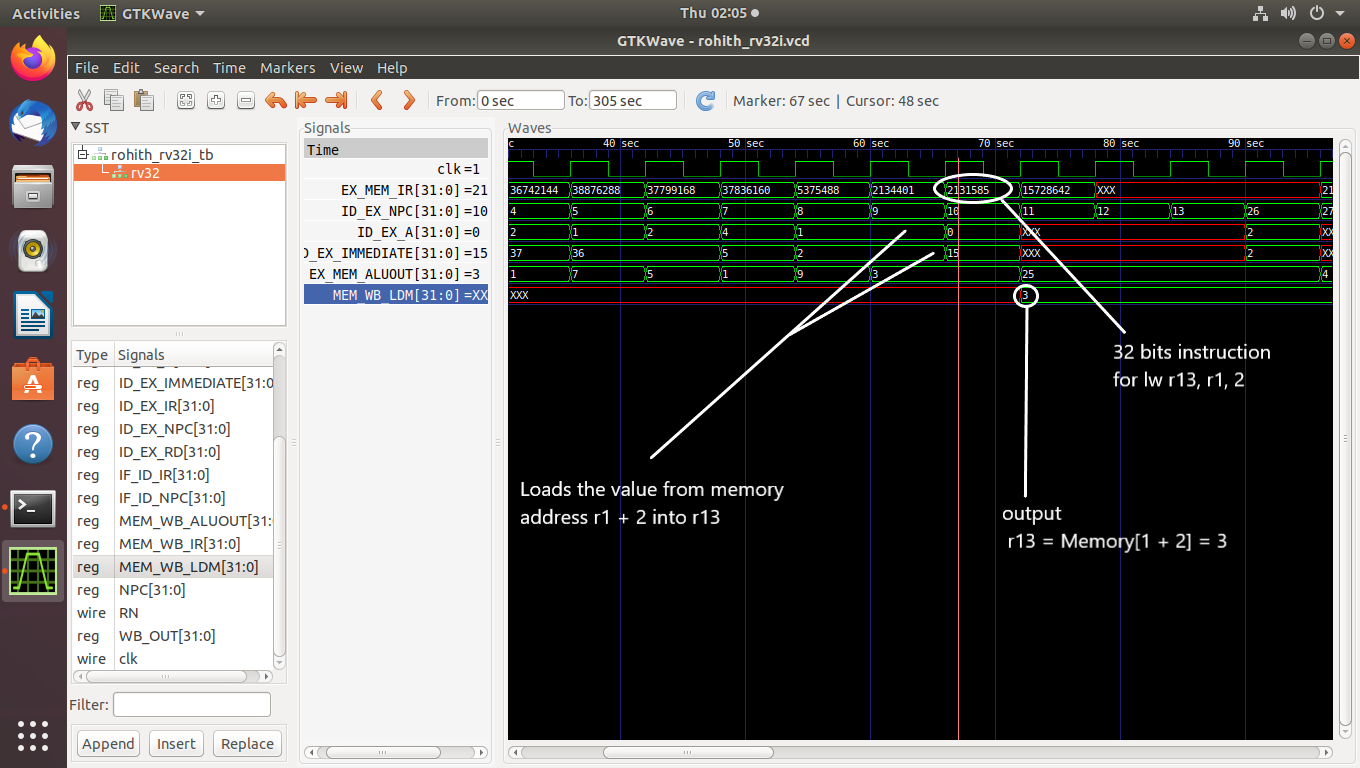 Activities GTKWave Thu 02:05
GTKWave - rohith_rv32i.vcd
File Edit Search Time Markers View Help
From: 0 sec To: 305 sec Marker: 67 sec | Cursor: 48 sec
SST
rohith_rv32i_tb
rv32
Type Signals
reg ID_EX_IMMEDIATE[31:0
reg ID_EX_IR[31:0]
reg ID_EX_NPC[31:0]
reg ID_EX_RD[31:0]
reg IF_ID_IR[31:0]
reg IF_ID_NPC[31:0]
reg MEM_WB_ALUOUT[31:
reg MEM_WB_IR[31:0]
reg MEM_WB_LDM[31:0]
reg NPC[31:0]
wire RN
reg WB_OUT[31:0]
wire clk
Filter:
Append Insert Replace
Signals
Time
clk=1
EX_MEM_IR[31:0]=21
ID_EX_NPC[31:0]=10
ID_EX_A[31:0]=0
D_EX_IMMEDIATE[31:0]=15
EX_MEM_ALUOUT[31:0]=3
MEM_WB_LDM[31:0]=XX
Waves
c 40 sec 50 sec 60 sec 70 sec 80 sec 90 sec
36742144 38876288 37799168 37836160 5375488 2134401 2131585 15728642 XXX 21
4 5 6 7 8 9 10 11 12 13 26 27
2 1 2 4 1 0 XXX 2 XX
37 36 5 2 15 XXX 2 XX
1 7 5 1 9 3 25 4
XXX 3
32 bits instruction
for lw r13, r1, 2
Loads the value from memory
address r1 + 2 into r13
output
r13 = Memory[1 + 2] = 3